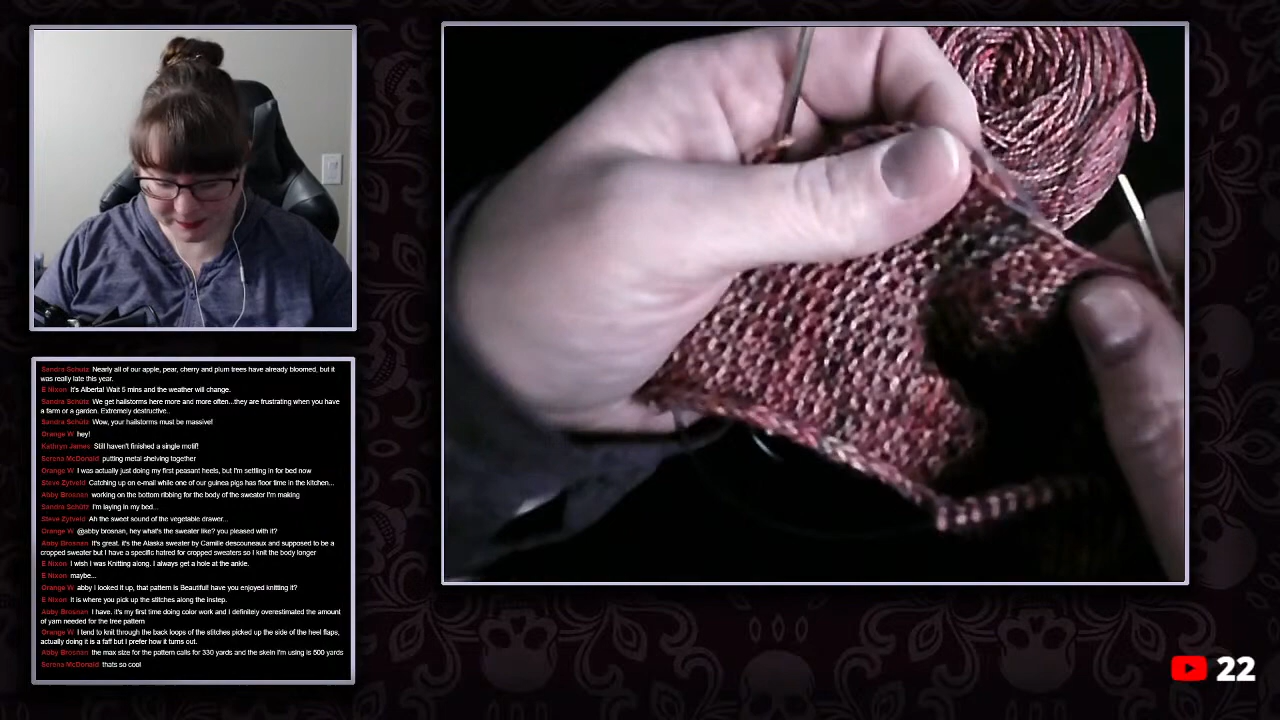 Sandra Schütz Nearly all of our apple, pear, cherry and plum trees have already bloomed, but it
was really late this year.
E Nixon It's Alberta! Wait 5 mins and the weather will change.
Sandra Schütz We get hailstorms here more and more often...they are frustrating when you have
a farm or a garden. Extremely destructive..
Sandra Schütz Wow, your hailstorms must be massive!
Orange W hey!
Kathryn James Still haven't finished a single motif!
Serena McDonald putting metal shelving together
Orange W I was actually just doing my first peasant heels, but I'm settling in for bed now
Steve Zytveld Catching up on e-mail while one of our guinea pigs has floor time in the kitchen...
Abby Brosnan working on the bottom ribbing for the body of the sweater I'm making
Sandra Schütz I'm laying in my bed...
Steve Zytveld Ah the sweet sound of the vegetable drawer...
Orange W @abby brosnan, hey what's the sweater like? you pleased with it?
Abby Brosnan It's great. it's the Alaska sweater by Camille descouneaux and supposed to be a
cropped sweater but I have a specific hatred for cropped sweaters so I knit the body longer
E Nixon I wish I was Knitting along. I always get a hole at the ankle.
E Nixon maybe...
Orange W abby I looked it up, that pattern is Beautiful! have you enjoyed knitting it?
E Nixon It is where you pick up the stitches along the instep.
Abby Brosnan I have. it's my first time doing color work and I definitely overestimated the amount
of yarn needed for the tree pattern
Orange W I tend to knit through the back loops of the stitches picked up the side of the heel flaps,
actually doing it is a faff but I prefer how it turns out.
Abby Brosnan the max size for the pattern calls for 330 yards and the skein I'm using is 500 yards
Serena McDonald thats so cool
22